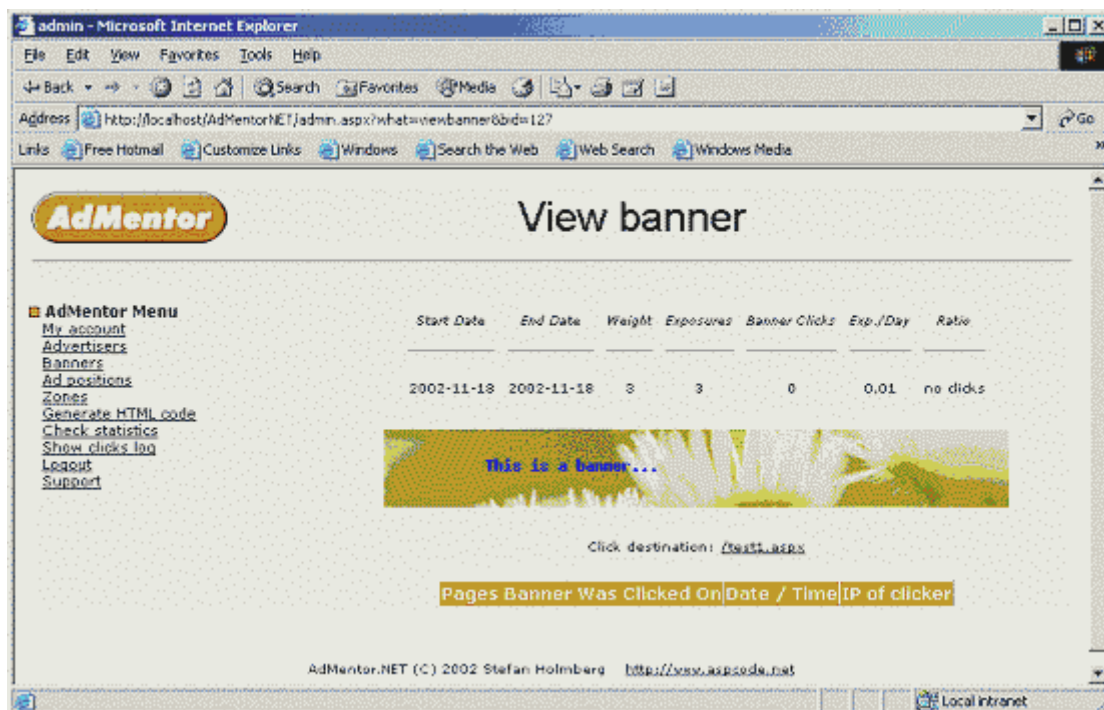 admin - Microsoft Internet Explorer
File Edit View Favorites Tools Help
Back Search Favorites Media
Address http://localhost/AdMentorNET/admin.aspx?what=viewbanner&bid=127 Go
Links Free Hotmail Customize Links Windows Search the Web Web Search Windows Media
AdMentor View banner
AdMentor Menu
My account
Advertisers
Banners
Ad positions
Zones
Generate HTML code
Check statistics
Show clicks log
Logout
Support
Start Date End Date Weight Exposures Banner Clicks Exp./Day Ratio
2002-11-18 2002-11-18 3 3 0 0,01 no clicks
This is a banner...
Click destination: /test1.aspx
Pages Banner Was Clicked On Date / Time IP of clicker
AdMentor.NET (C) 2002 Stefan Holmberg http://www.aspcode.net
Local intranet